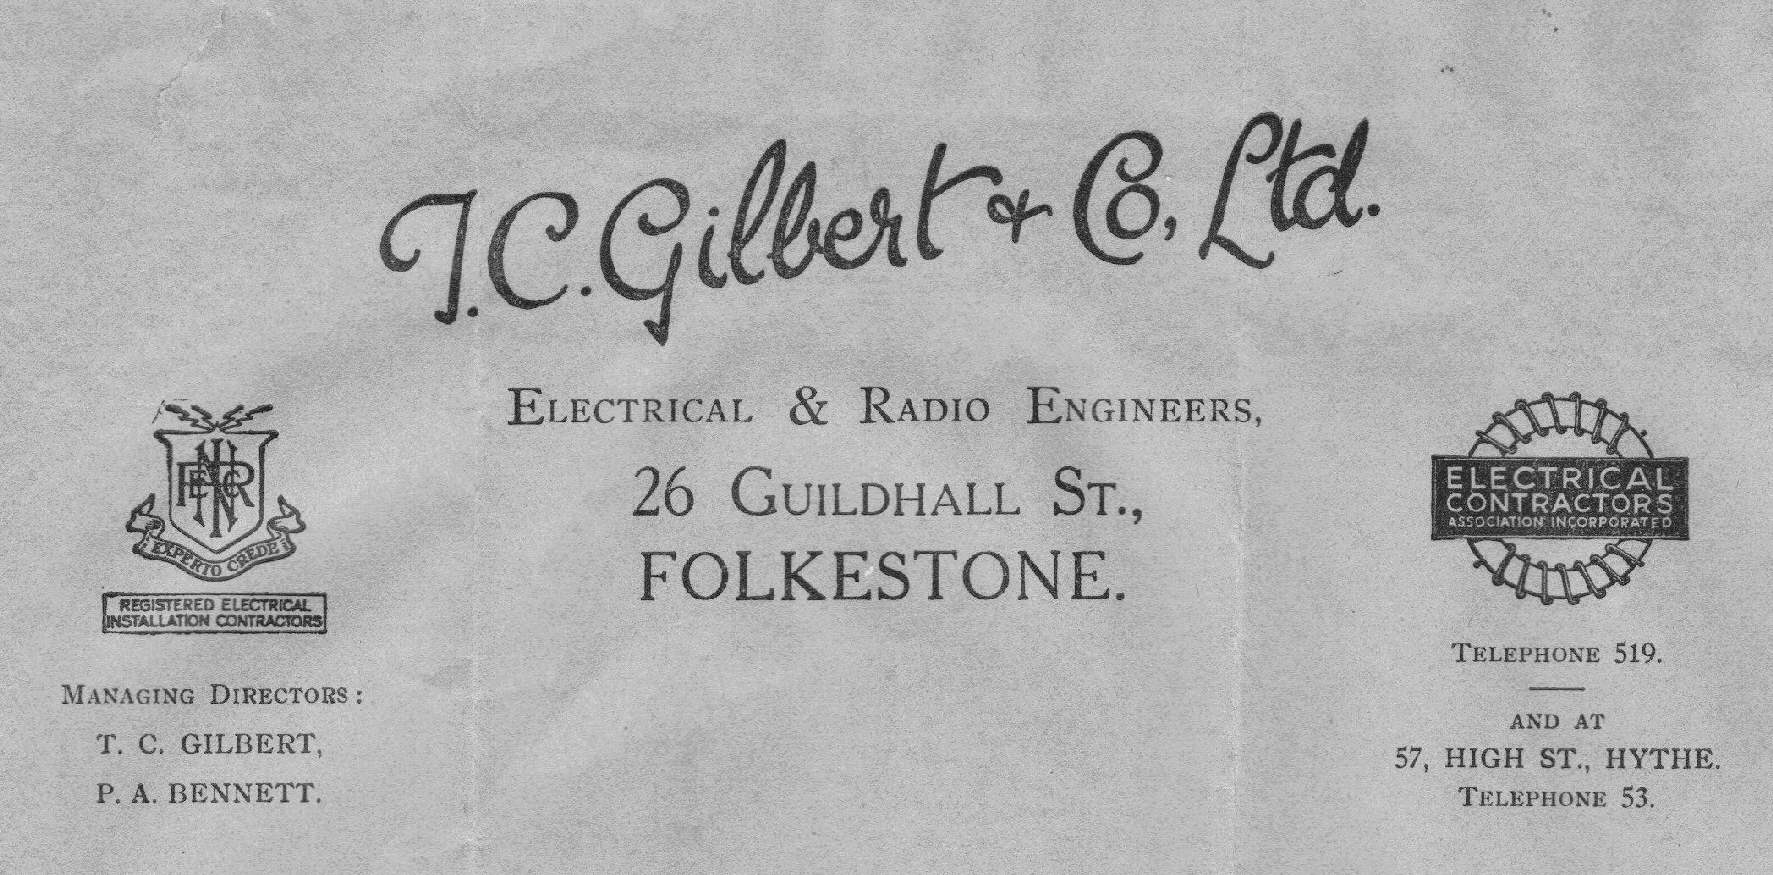 T. C. Gilbert & Co, Ltd.
ELECTRICAL & RADIO ENGINEERS,
26 GUILDHALL ST.,
FOLKESTONE.
EXPERTO CREDE
REGISTERED ELECTRICAL
INSTALLATION CONTRACTORS
MANAGING DIRECTORS:
T. C. GILBERT,
P. A. BENNETT.
ELECTRICAL
CONTRACTORS
ASSOCIATION INCORPORATED
TELEPHONE 519.
AND AT
57, HIGH ST., HYTHE.
TELEPHONE 53.